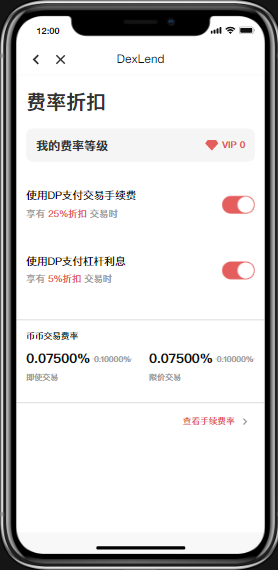 12:00
DexLend
费率折扣
我的费率等级
VIP 0
使用DP支付交易手续费
享有 25%折扣 交易时
使用DP支付杠杆利息
享有 5%折扣 交易时
币币交易费率
0.07500% 0.10000%
0.07500% 0.10000%
即使交易
限价交易
查看手续费率